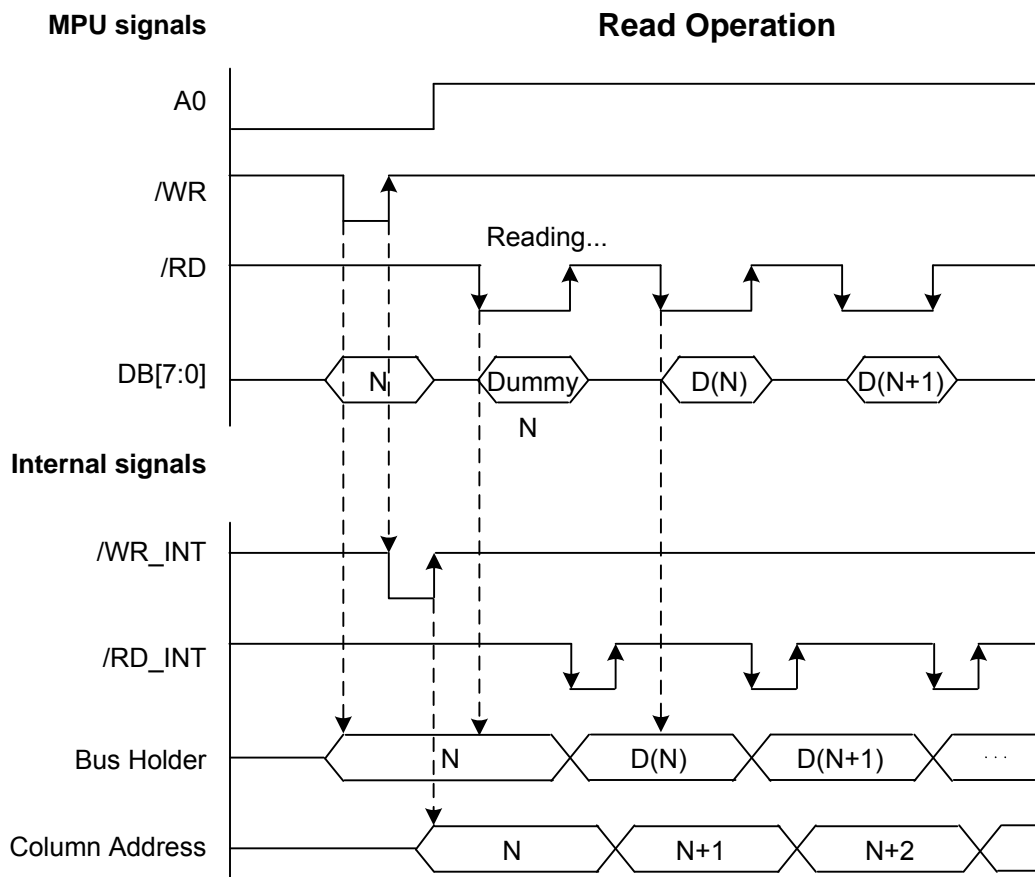 MPU signals
Read Operation
A0
/WR
Reading...
/RD
DB[7:0]
N
Dummy
D(N)
D(N+1)
N
Internal signals
/WR_INT
/RD_INT
Bus Holder
N
D(N)
D(N+1)
...
Column Address
N
N+1
N+2